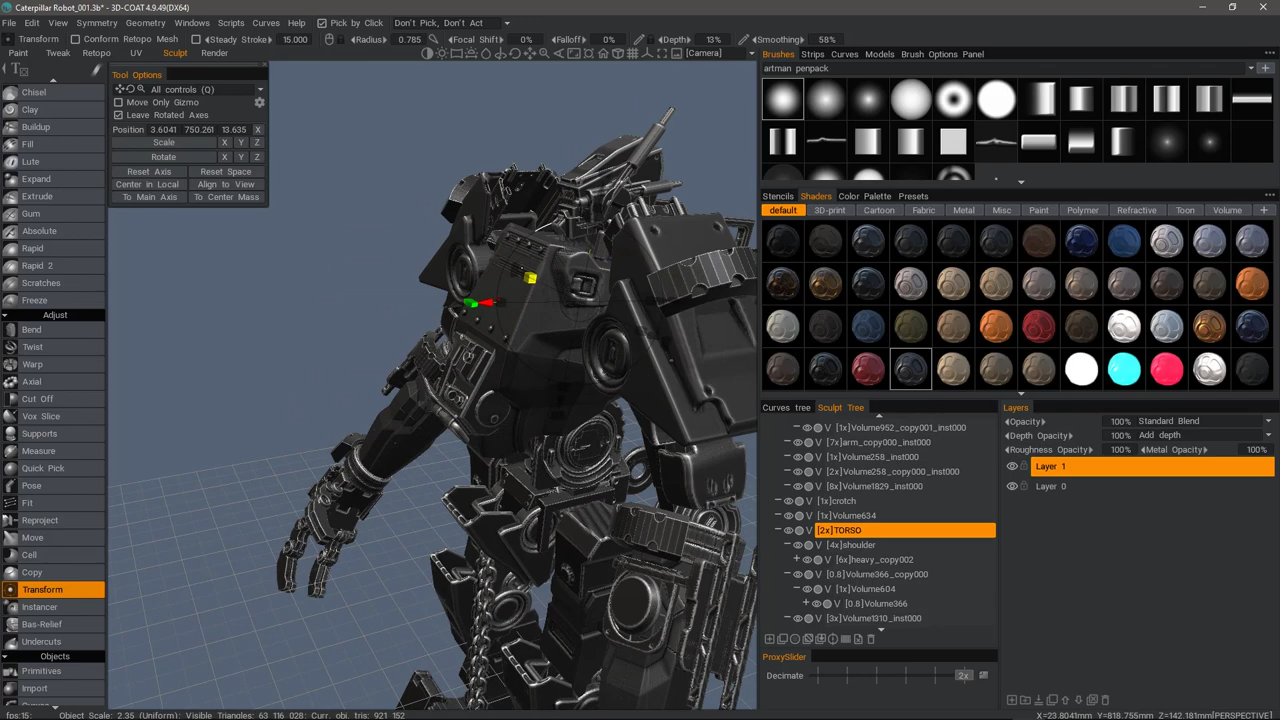 Caterpillar Robot_001.3b* - 3D-COAT 4.9.49(DX64)
File Edit View Symmetry Geometry Windows Scripts Curves Help Pick by Click Don't Pick, Don't Act
Transform Conform Retopo Mesh Steady Stroke 15.000 Radius 0.785 Focal Shift 0% Falloff 0% Depth 13% Smoothing 58%
Paint Tweak Retopo UV Sculpt Render [Camera]
Chisel
Clay
Buildup
Fill
Lute
Expand
Extrude
Gum
Absolute
Rapid
Rapid 2
Scratches
Freeze
Adjust
Bend
Twist
Warp
Axial
Cut Off
Vox Slice
Supports
Measure
Quick Pick
Pose
Fit
Reproject
Move
Cell
Copy
Transform
Instancer
Bas-Relief
Undercuts
Objects
Primitives
Import
Curves
Tool Options
All controls (Q)
Move Only Gizmo
Leave Rotated Axes
Position 3.6041 750.261 13.635 X
Scale X Y Z
Rotate X Y Z
Reset Axis Reset Space
Center in Local Align to View
To Main Axis To Center Mass
Brushes Strips Curves Models Brush Options Panel
artman penpack
Stencils Shaders Color Palette Presets
default 3D-print Cartoon Fabric Metal Misc Paint Polymer Refractive Toon Volume
Curves tree Sculpt Tree
V [1x]Volume952_copy001_inst000
V [7x]arm_copy000_inst000
V [1x]Volume258_inst000
V [2x]Volume258_copy000_inst000
V [8x]Volume1829_inst000
V [1x]crotch
V [1x]Volume634
V [2x]TORSO
V [4x]shoulder
V [6x]heavy_copy002
V [0.8]Volume366_copy000
V [1x]Volume604
V [0.8]Volume366
V [3x]Volume1310_inst000
ProxySlider
Decimate 2x
Layers
Opacity 100% Standard Blend
Depth Opacity 100% Add depth
Roughness Opacity 100% Metal Opacity 100%
Layer 1
Layer 0
fps:15; Object Scale: 2.35 (Uniform); Visible Triangles: 63 116 028; Curr. obj. tris: 921 152 X=23.8041mm Y=818.755mm Z=142.181mm[PERSPECTIVE]